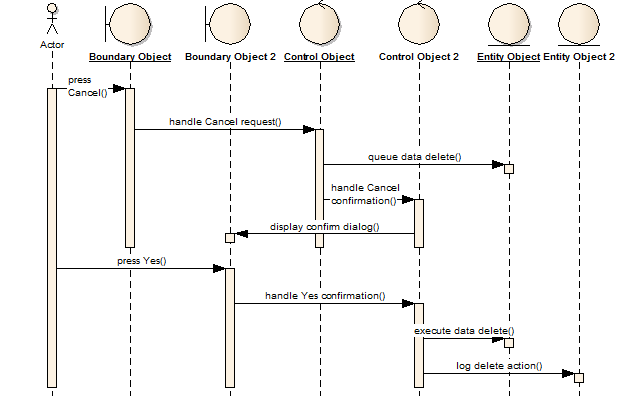 Actor
Boundary Object
Boundary Object 2
Control Object
Control Object 2
Entity Object
Entity Object 2
press
Cancel()
handle Cancel request()
queue data delete()
handle Cancel
confirmation()
display confirm dialog()
press Yes()
handle Yes confirmation()
execute data delete()
log delete action()